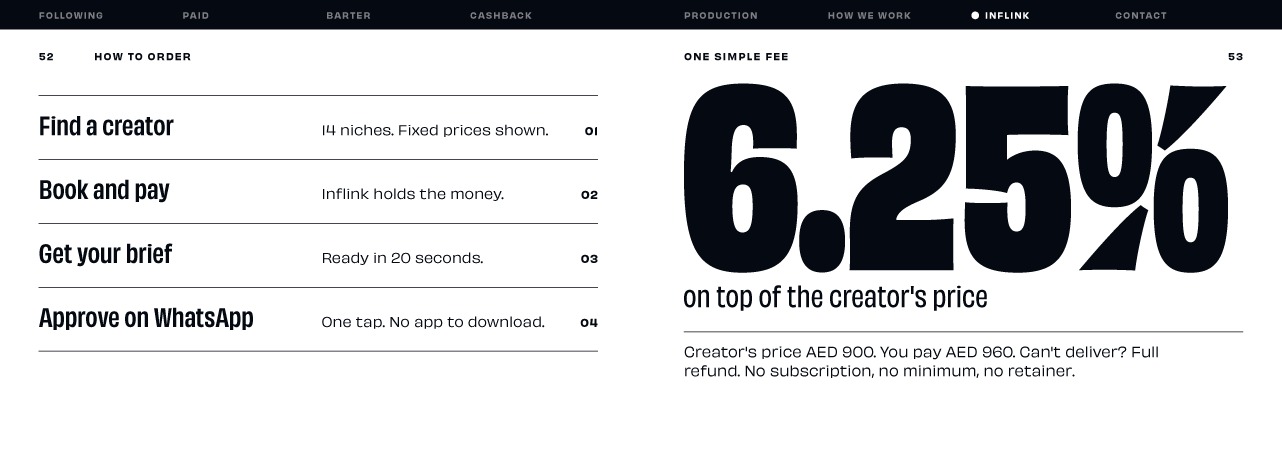 FOLLOWING PAID BARTER CASHBACK PRODUCTION HOW WE WORK INFLINK CONTACT
52 HOW TO ORDER
Find a creator 14 niches. Fixed prices shown. 01
Book and pay Inflink holds the money. 02
Get your brief Ready in 20 seconds. 03
Approve on WhatsApp One tap. No app to download. 04
ONE SIMPLE FEE 53
6.25%
on top of the creator's price
Creator's price AED 900. You pay AED 960. Can't deliver? Full
refund. No subscription, no minimum, no retainer.